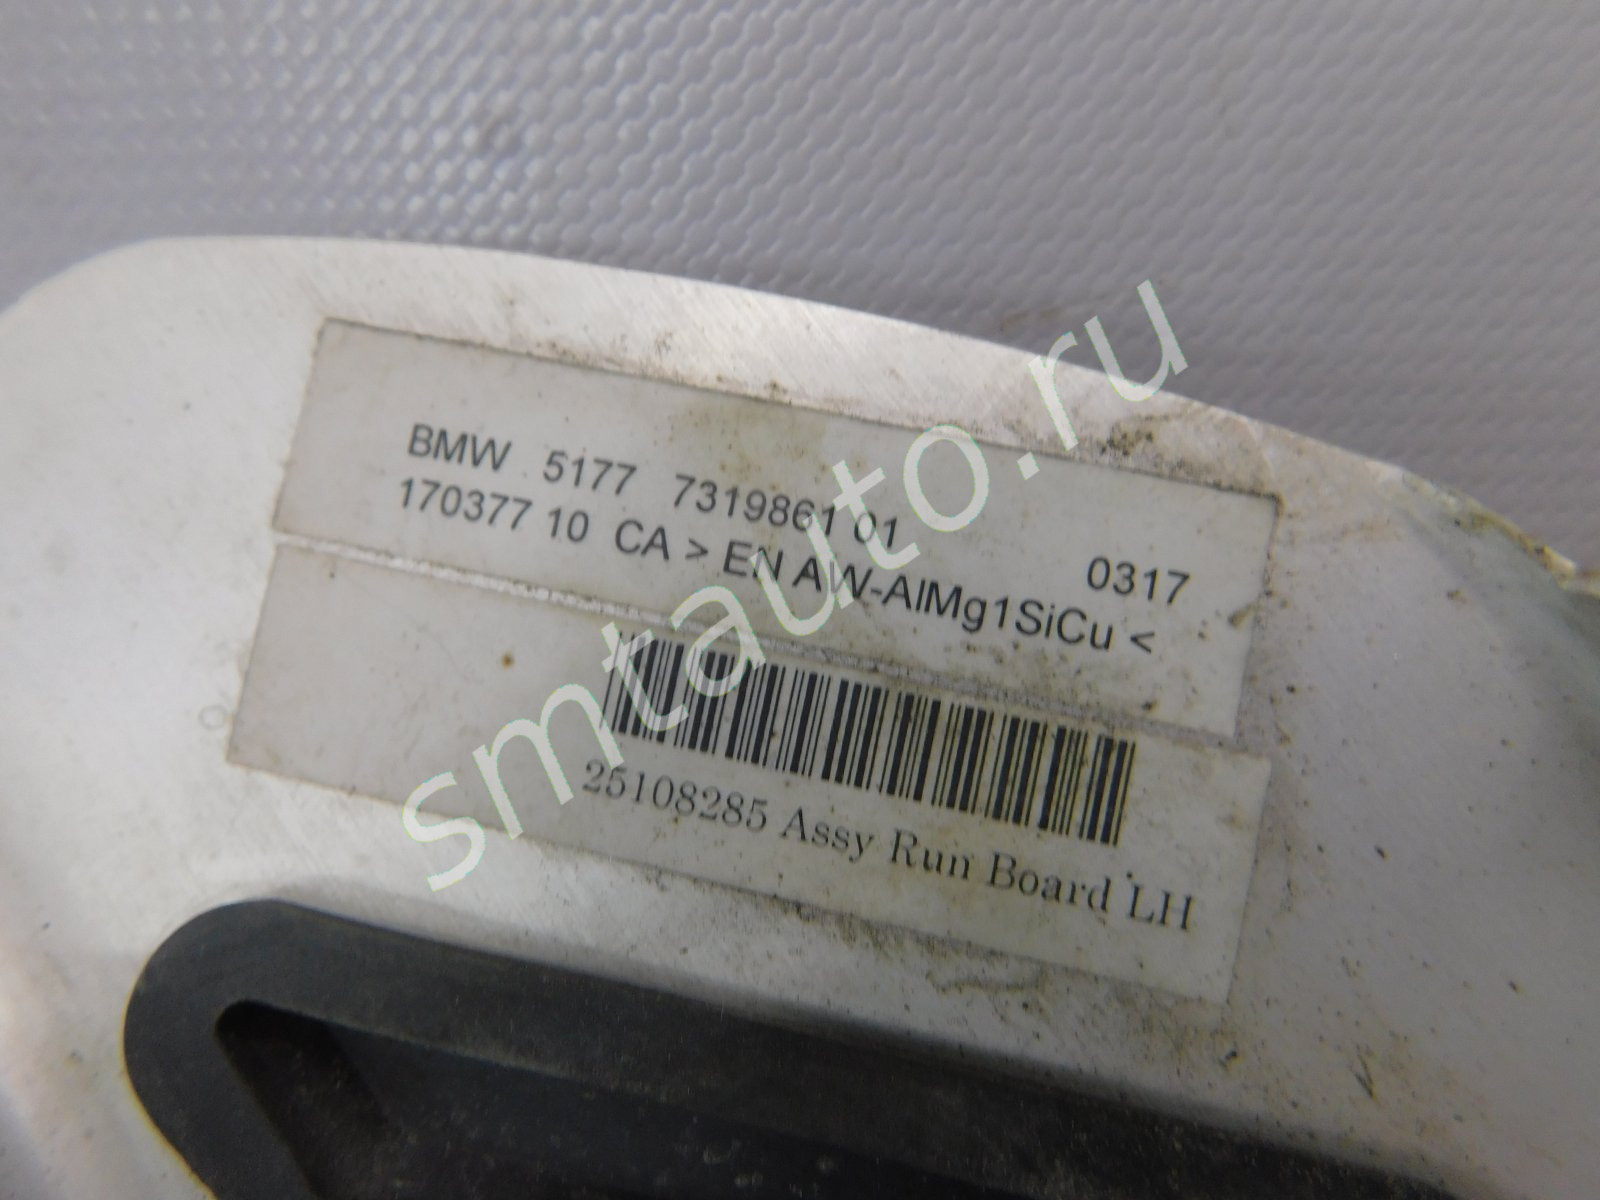 BMW 5177 7319861 01 0317
170377 10 CA > EN AW-AlMg1SiCu <
25108285 Assy Run Board LH
smtauto.ru